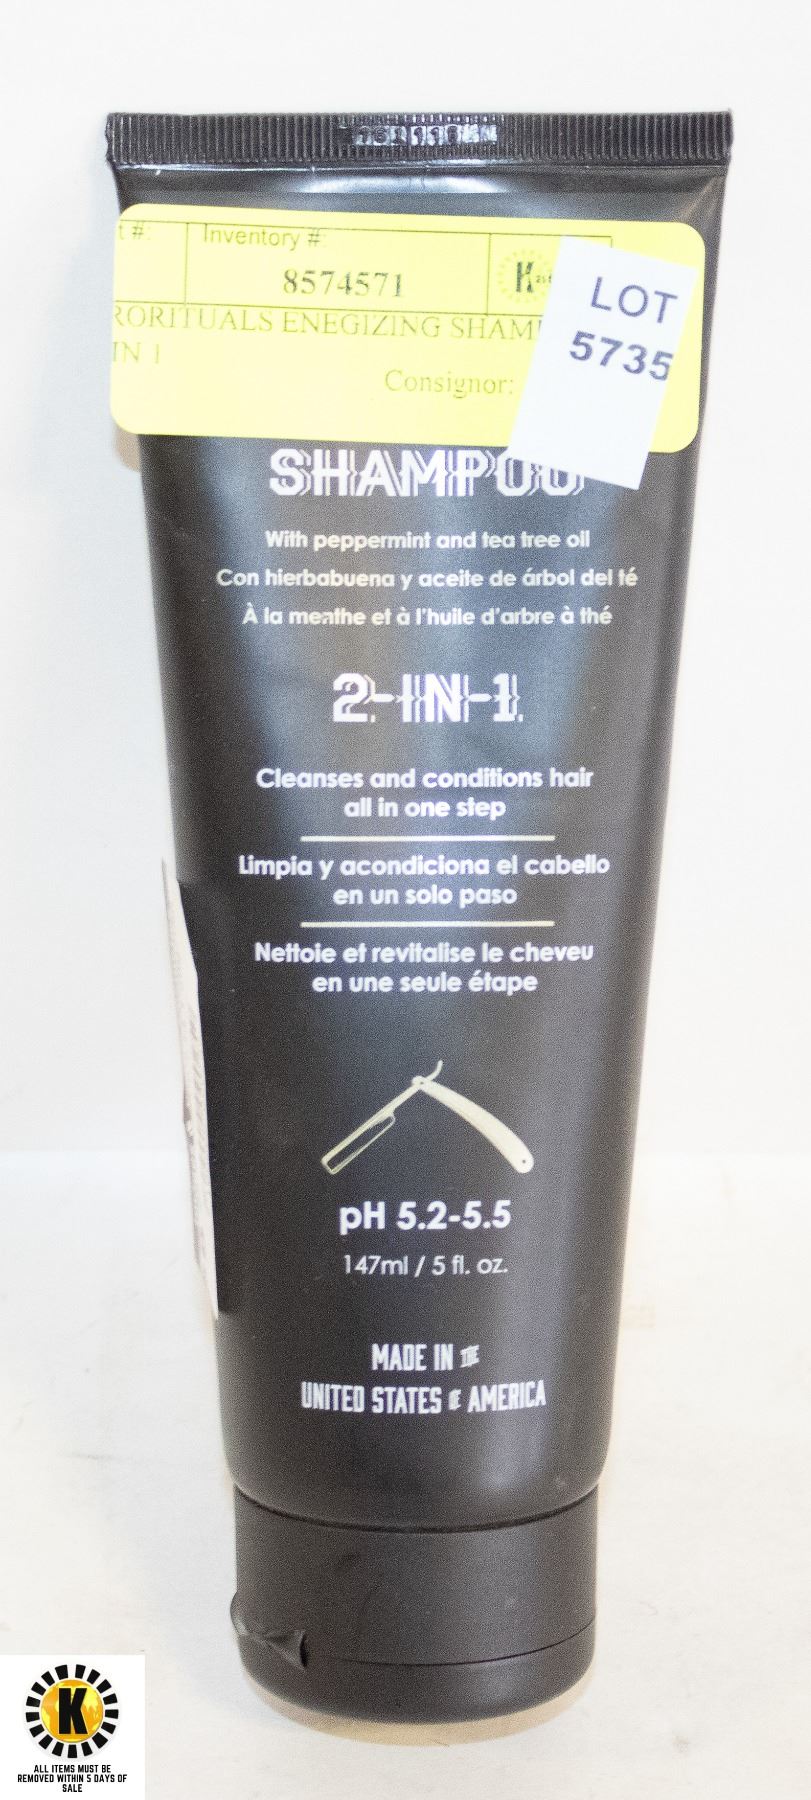 t #:
Inventory #:
8574571
RORITUALS ENEGIZING SHAM
IN 1
Consignor:
LOT
5735
SHAMPOO
With peppermint and tea tree oil
Con hierbabuena y aceite de árbol del té
À la menthe et à l'huile d'arbre à thé
2-IN-1
Cleanses and conditions hair
all in one step
Limpia y acondiciona el cabello
en un solo paso
Nettoie et revitalise le cheveu
en une seule étape
pH 5.2-5.5
147ml / 5 fl. oz.
MADE IN THE
UNITED STATES OF AMERICA
K
ALL ITEMS MUST BE
REMOVED WITHIN 5 DAYS OF
SALE